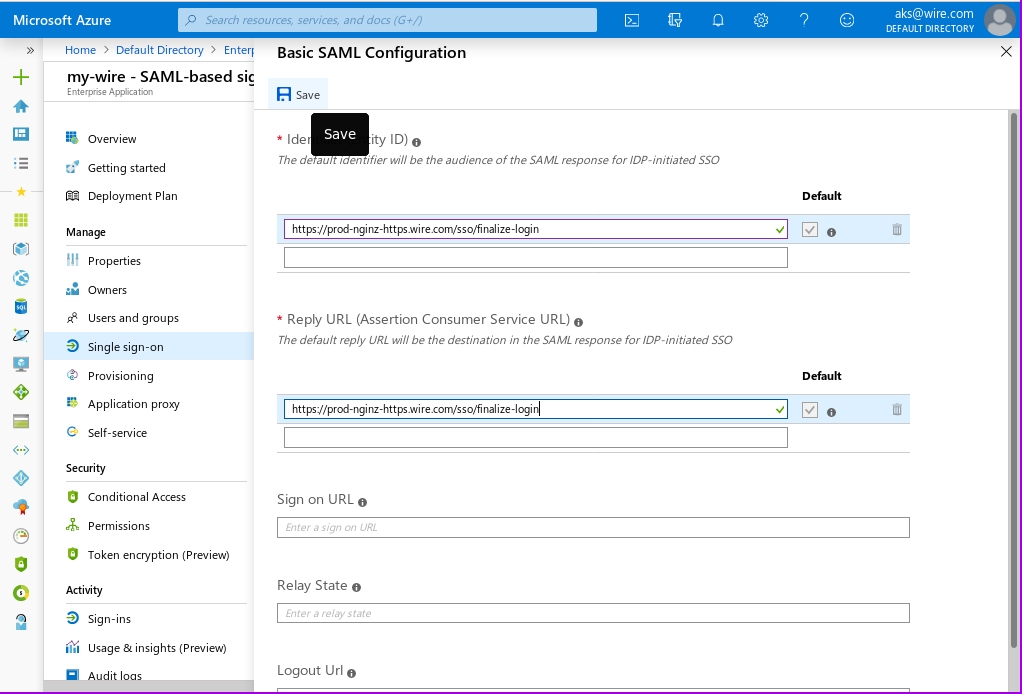 Microsoft Azure
Search resources, services, and docs (G+/)
aks@wire.com
DEFAULT DIRECTORY
Home > Default Directory > Enterp
my-wire - SAML-based sig
Enterprise Application
Overview
Getting started
Deployment Plan
Manage
Properties
Owners
Users and groups
Single sign-on
Provisioning
Application proxy
Self-service
Security
Conditional Access
Permissions
Token encryption (Preview)
Activity
Sign-ins
Usage & insights (Preview)
Audit logs
Basic SAML Configuration
Save
Save
* Iden tity ID)
The default identifier will be the audience of the SAML response for IDP-initiated SSO
Default
https://prod-nginz-https.wire.com/sso/finalize-login
* Reply URL (Assertion Consumer Service URL)
The default reply URL will be the destination in the SAML response for IDP-initiated SSO
Default
https://prod-nginz-https.wire.com/sso/finalize-login
Sign on URL
Enter a sign on URL
Relay State
Enter a relay state
Logout Url